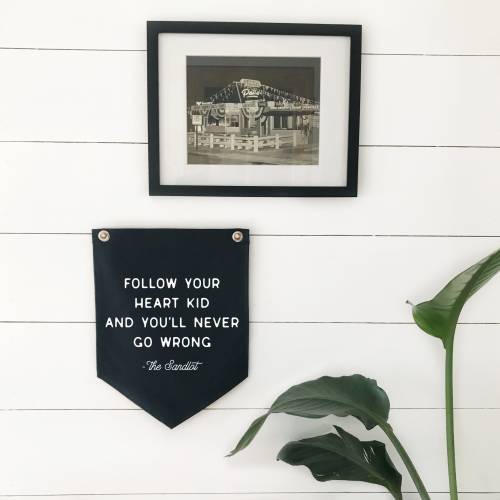 FOLLOW YOUR
HEART KID
AND YOU'LL NEVER
GO WRONG
-the Sandlot